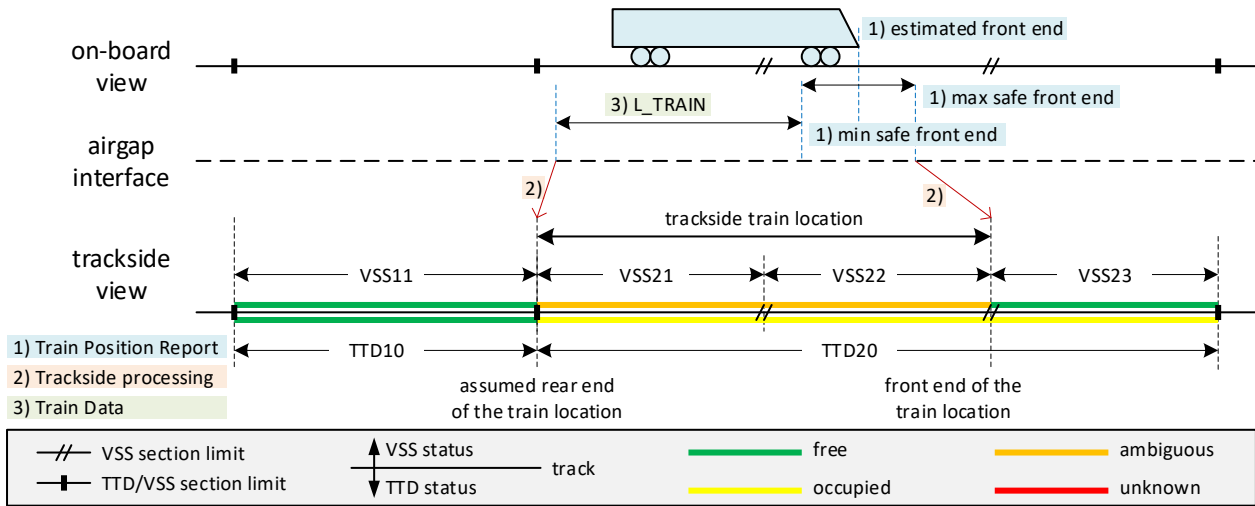 on-board
view
1) estimated front end
3) L_TRAIN
1) max safe front end
1) min safe front end
airgap
interface
2)
2)
trackside train location
trackside
view
VSS11
VSS21
VSS22
VSS23
1) Train Position Report
2) Trackside processing
3) Train Data
TTD10
TTD20
assumed rear end
of the train location
front end of the
train location
VSS section limit
TTD/VSS section limit
VSS status
track
TTD status
free
ambiguous
occupied
unknown